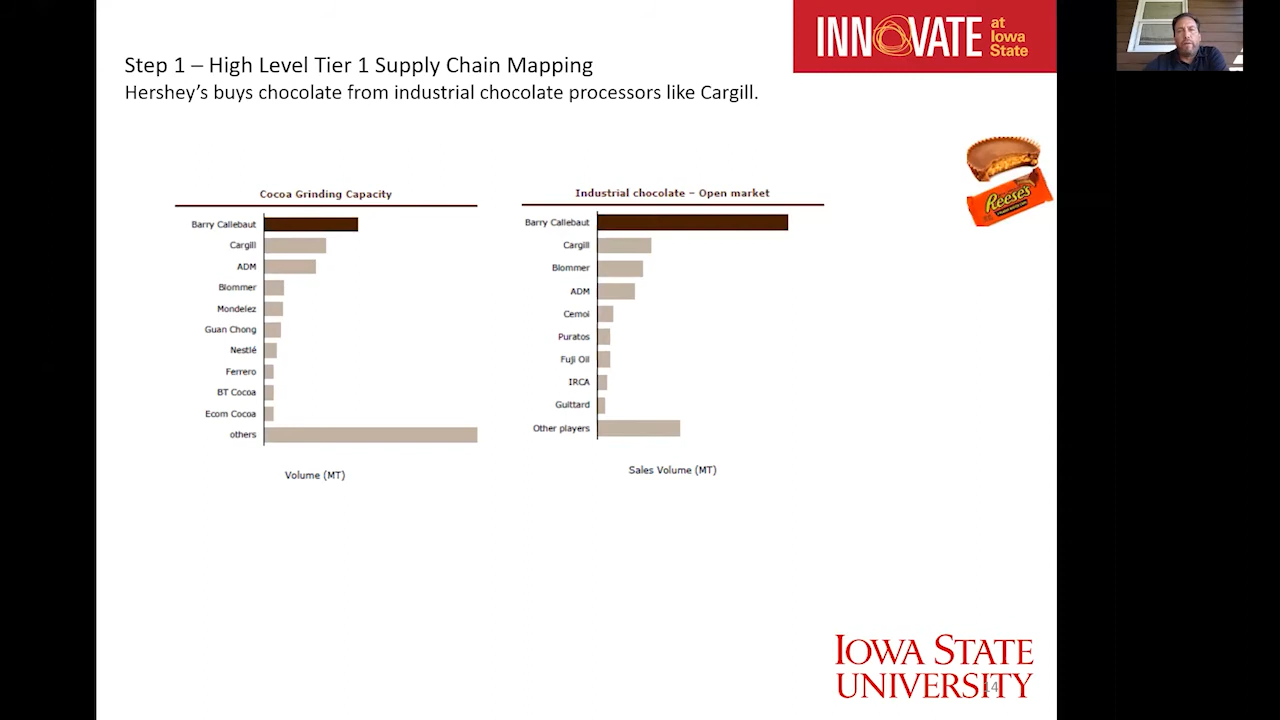 INNOVATE
at
Iowa
State
Step 1 – High Level Tier 1 Supply Chain Mapping
Hershey’s buys chocolate from industrial chocolate processors like Cargill.
Reese's
Cocoa Grinding Capacity
Barry Callebaut
Cargill
ADM
Blommer
Mondelez
Guan Chong
Nestlé
Ferrero
BT Cocoa
Ecom Cocoa
others
Volume (MT)
Industrial chocolate – Open market
Barry Callebaut
Cargill
Blommer
ADM
Cemoi
Puratos
Fuji Oil
IRCA
Guittard
Other players
Sales Volume (MT)
IOWA STATE
UNIVERSITY
14